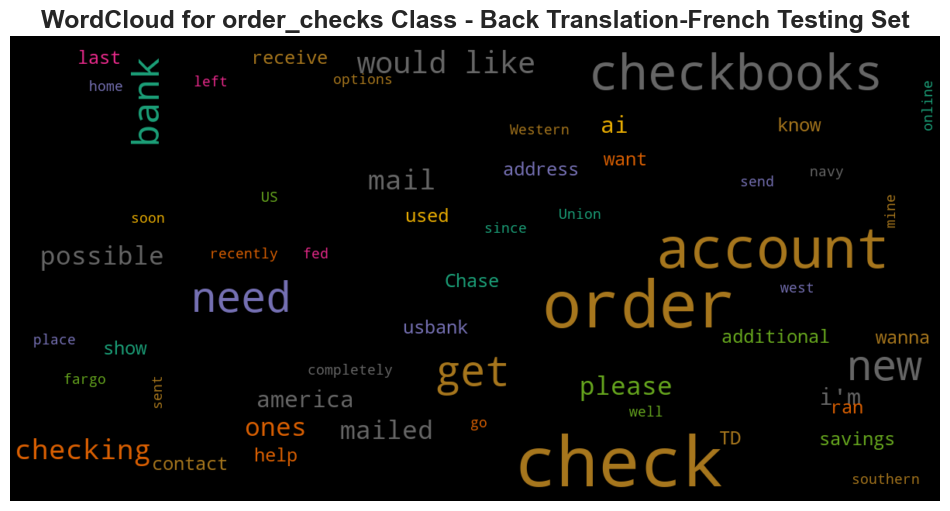 WordCloud for order_checks Class - Back Translation-French Testing Set
last
receive
would like
checkbooks
home
bank
left
options
online
Western
ai
know
mail
address
want
send
navy
US
soon
used
since
Union
mine
possible
recently
fed
account
need
Chase
order
west
place
show
usbank
additional
wanna
fargo
sent
completely
get
please
new
america
i'm
ran
ones
mailed
go
well
checking
contact
help
check
TD
savings
southern